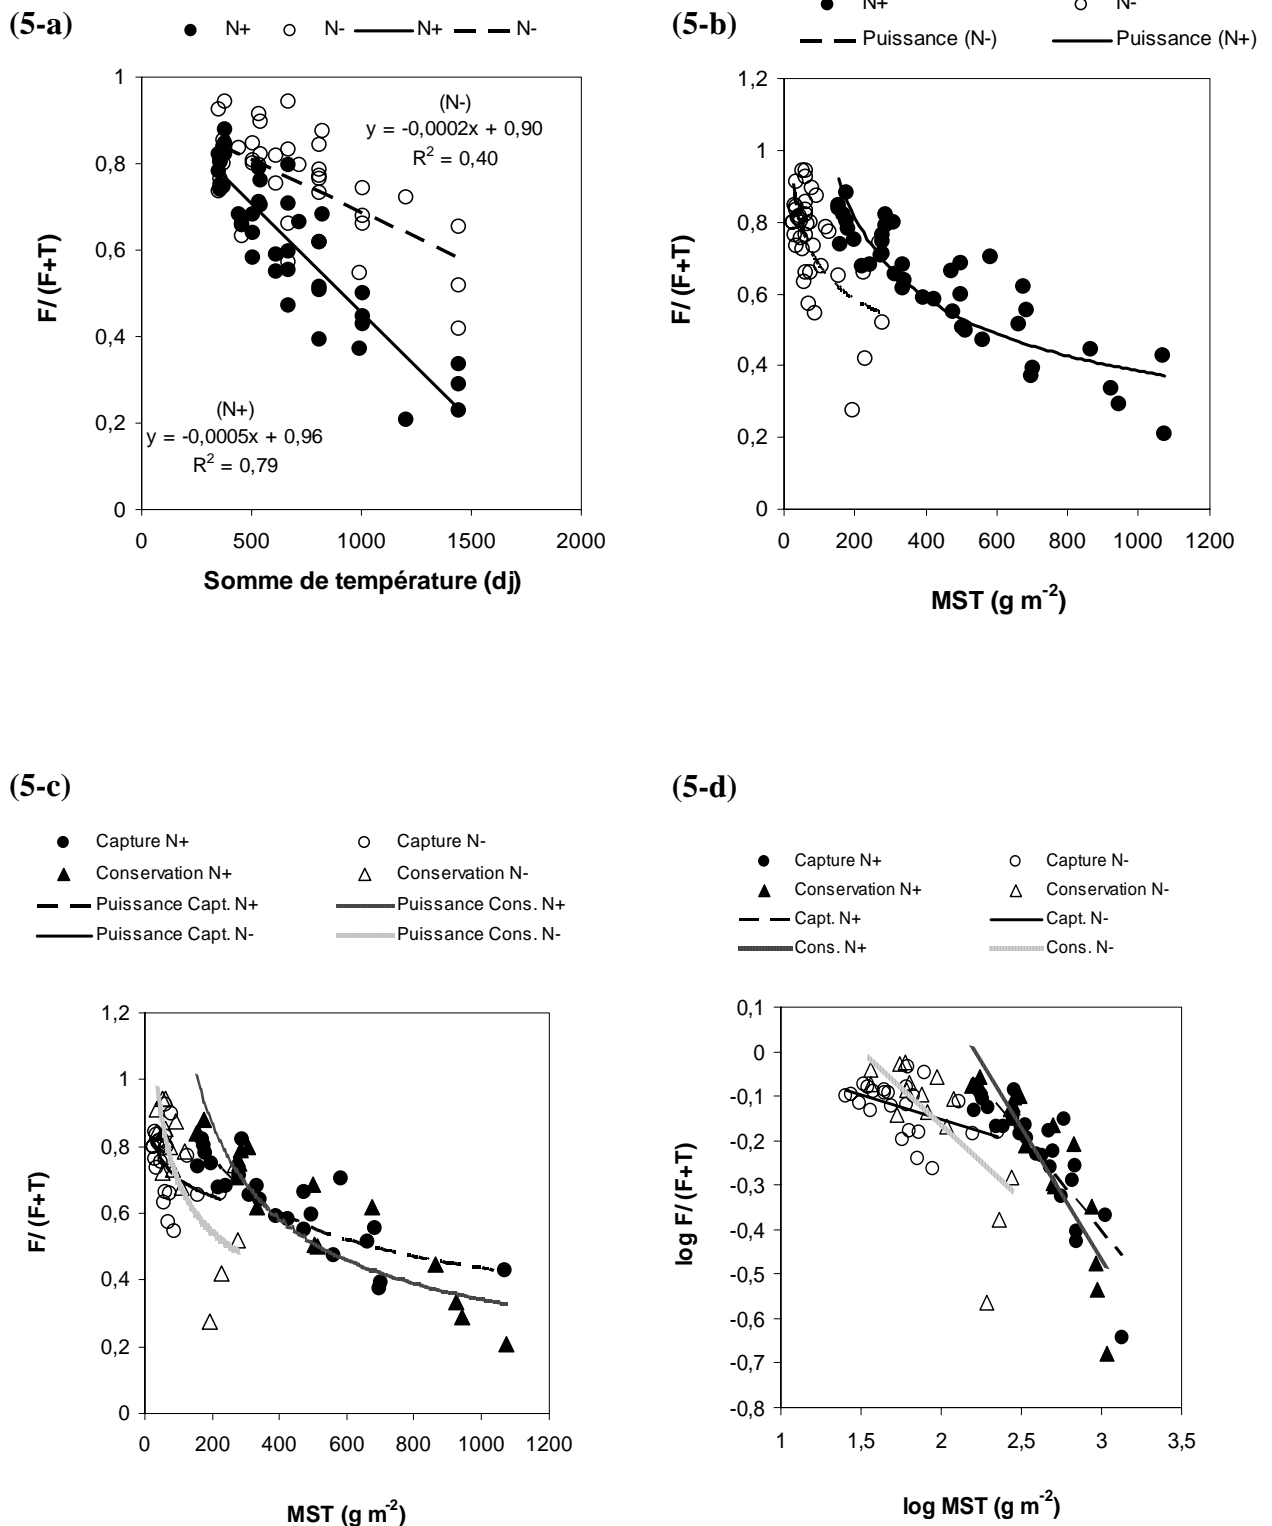 (5-a)
N+ N- N+ N-
1
0,8
0,6
0,4
0,2
0
(N-)
y = -0,0002x + 0,90
R² = 0,40
(N+)
y = -0,0005x + 0,96
R² = 0,79
F/ (F+T)
0 500 1000 1500 2000
Somme de température (dj)
(5-b)
N+ N-
Puissance (N-) Puissance (N+)
1,2
1
0,8
0,6
0,4
0,2
0
F/ (F+T)
0 200 400 600 800 1000 1200
MST (g m⁻²)
(5-c)
Capture N+ Capture N-
Conservation N+ Conservation N-
Puissance Capt. N+ Puissance Cons. N+
Puissance Capt. N- Puissance Cons. N-
1,2
1
0,8
0,6
0,4
0,2
0
F/ (F+T)
0 200 400 600 800 1000 1200
MST (g m⁻²)
(5-d)
Capture N+ Capture N-
Conservation N+ Conservation N-
Capt. N+ Capt. N-
Cons. N+ Cons. N-
0,1
0
-0,1
-0,2
-0,3
-0,4
-0,5
-0,6
-0,7
-0,8
log F/ (F+T)
1 1,5 2 2,5 3 3,5
log MST (g m⁻²)